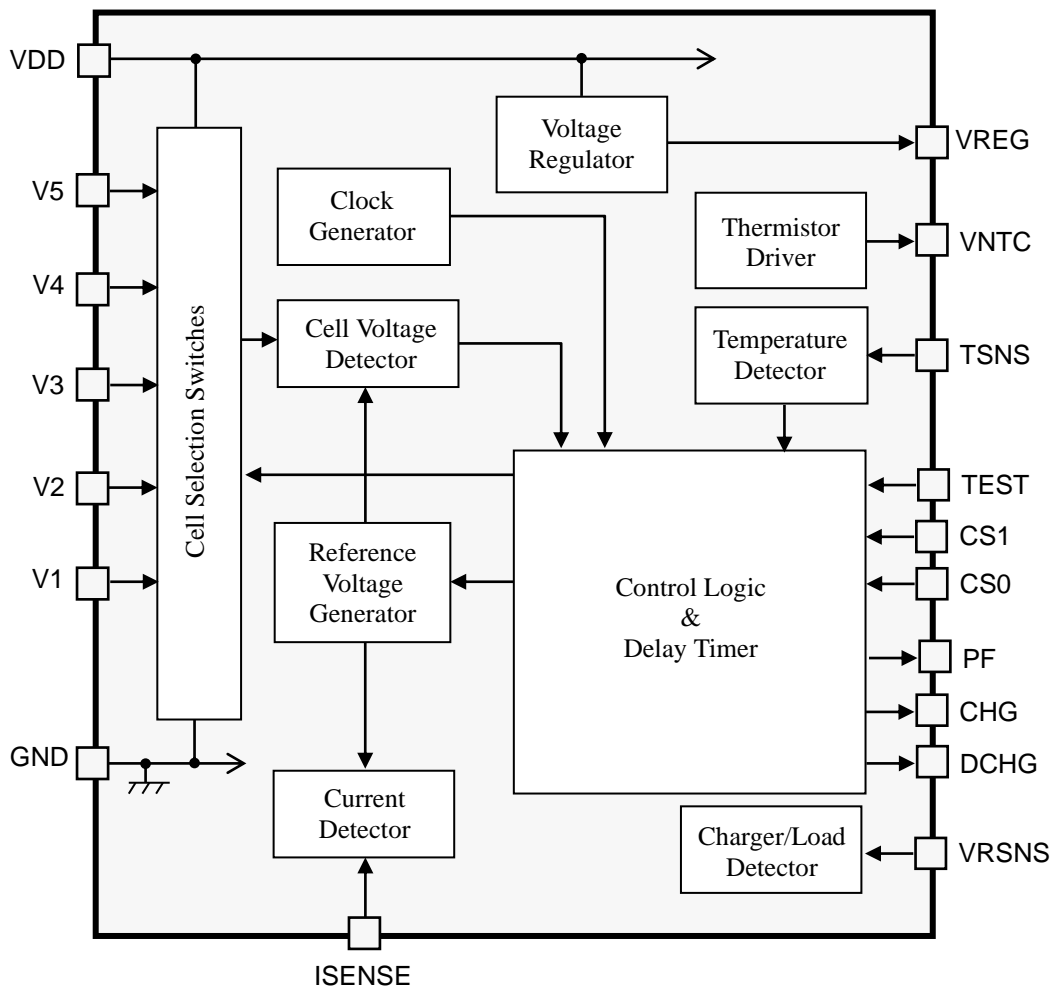 VDD
V5
V4
V3
V2
V1
GND
Cell Selection Switches
Voltage
Regulator
Clock
Generator
Thermistor
Driver
Cell Voltage
Detector
Temperature
Detector
Reference
Voltage
Generator
Control Logic
&
Delay Timer
Current
Detector
Charger/Load
Detector
VREG
VNTC
TSNS
TEST
CS1
CS0
PF
CHG
DCHG
VRSNS
ISENSE